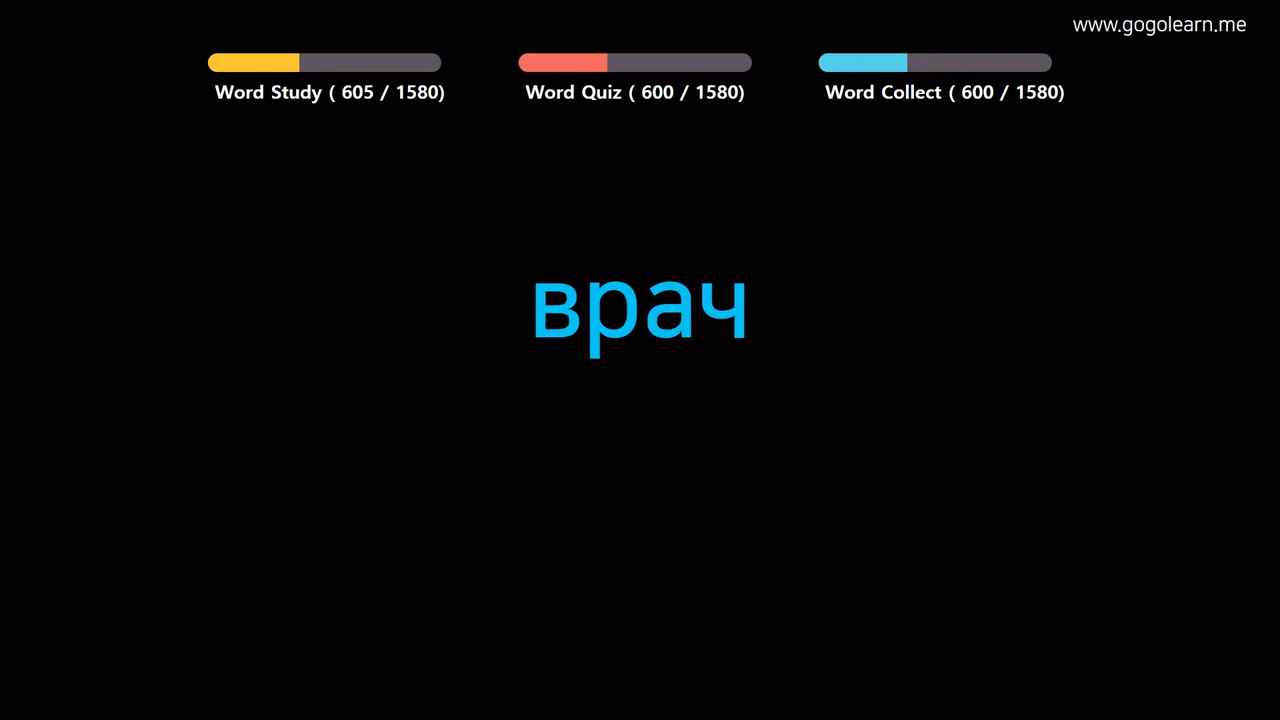 www.gogolearn.me
Word Study ( 605 / 1580)
Word Quiz ( 600 / 1580)
Word Collect ( 600 / 1580)
врач